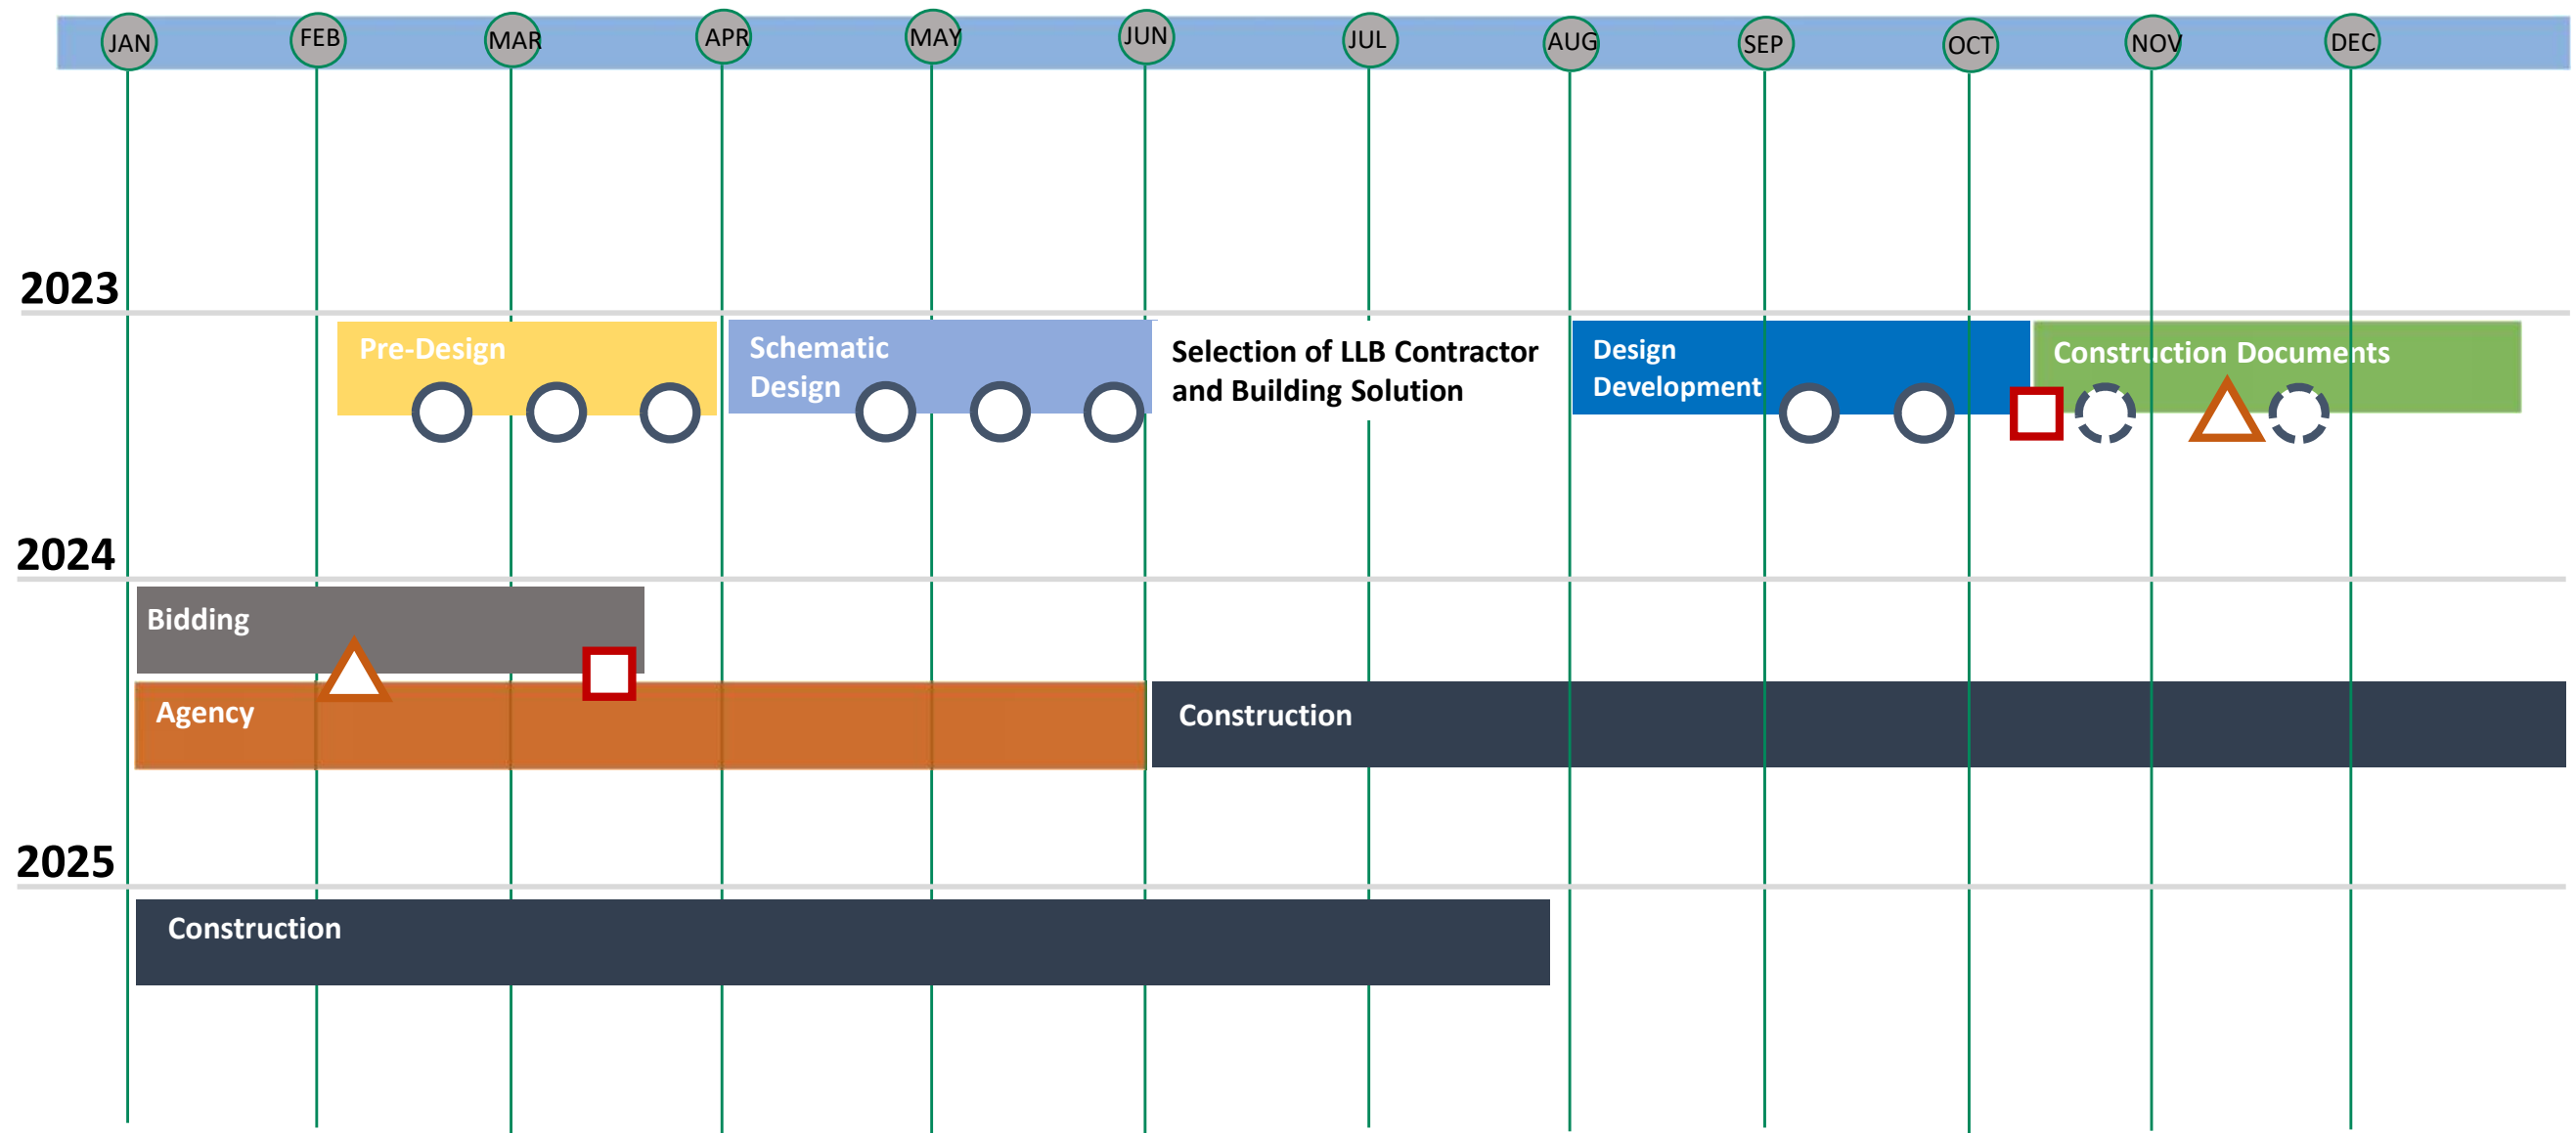 JAN FEB MAR APR MAY JUN JUL AUG SEP OCT NOV DEC
2023
Pre-Design
Schematic
Design
Selection of LLB Contractor
and Building Solution
Design
Development
Construction Documents
2024
Bidding
Agency
Construction
2025
Construction